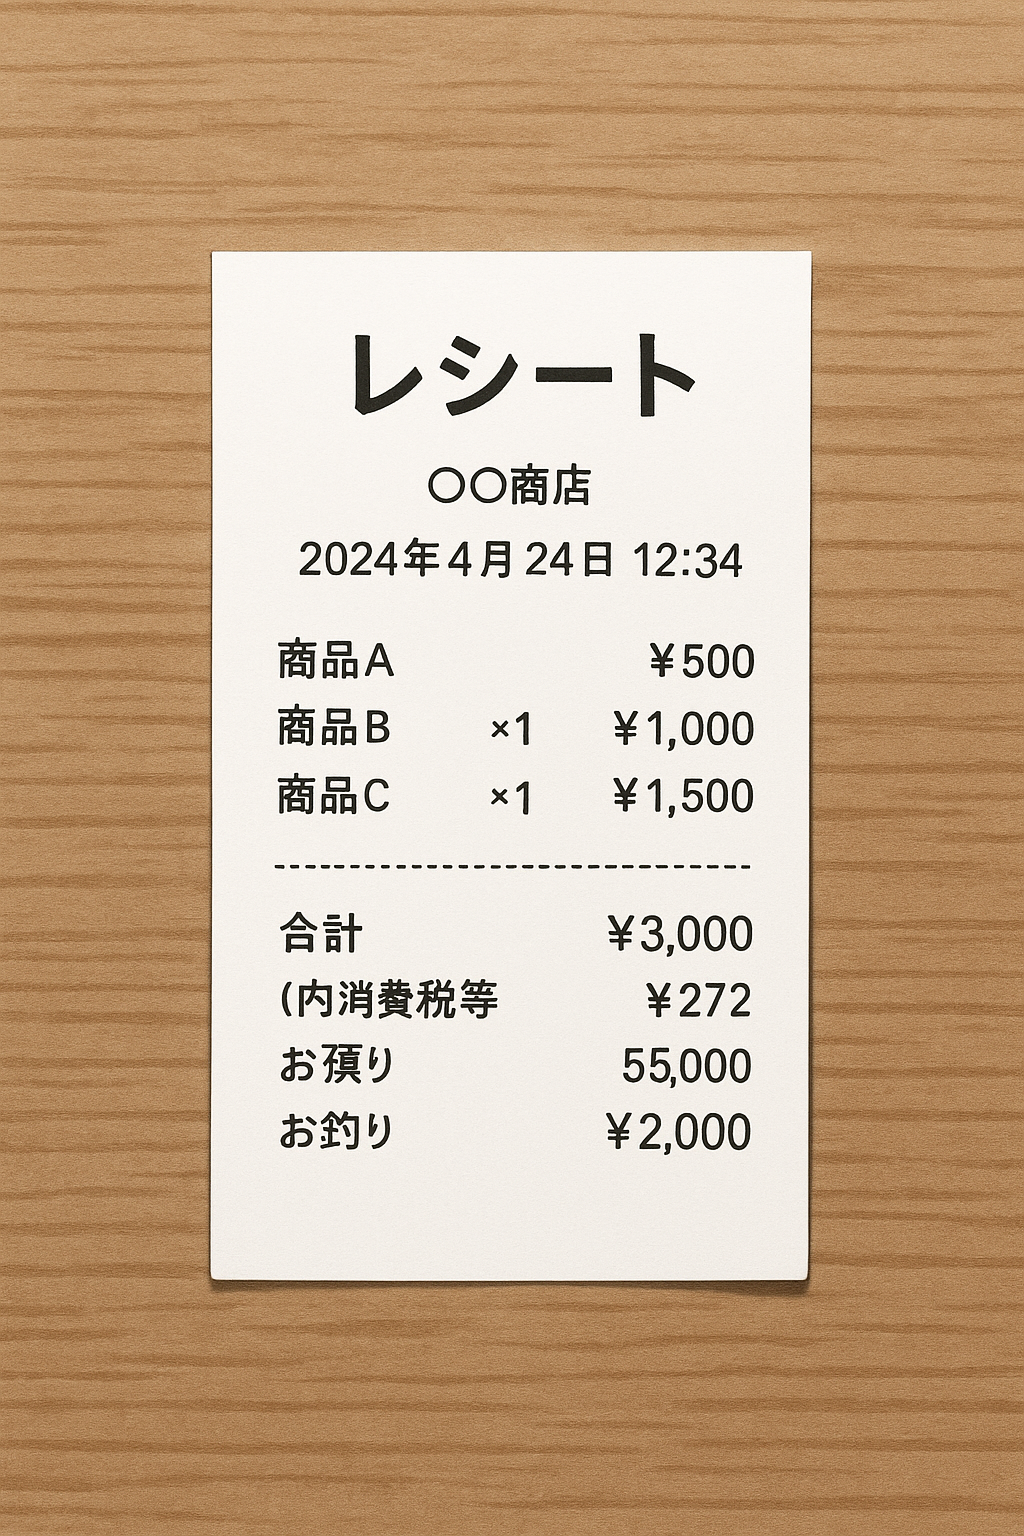 レシート
〇〇商店
2024年4月24日 12:34
商品A ¥500
商品B ×1 ¥1,000
商品C ×1 ¥1,500
合計 ¥3,000
(内消費税等 ¥272
お預り 55,000
お釣り ¥2,000